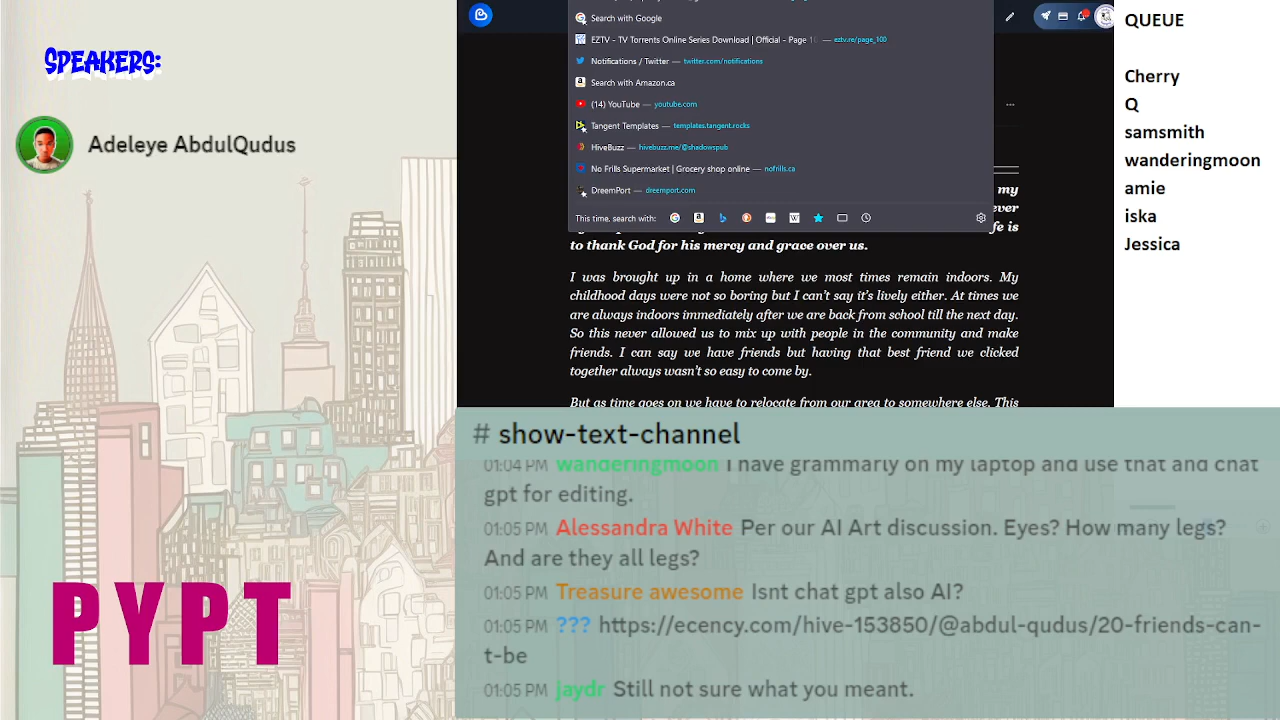 SPEAKERS:
Adeleye AbdulQudus
PYPT
Search with Google
EZTV - TV Torrents Online Series Download | Official - Page 1 — eztv.re/page_100
Notifications / Twitter — twitter.com/notifications
Search with Amazon.ca
(14) YouTube — youtube.com
Tangent Templates — templates.tangent.rocks
HiveBuzz — hivebuzz.me/@shadowspub
No Frills Supermarket | Grocery shop online — nofrills.ca
DreemPort — dreemport.com
This time, search with:
my
ever
fe is
to thank God for his mercy and grace over us.
I was brought up in a home where we most times remain indoors. My
childhood days were not so boring but I can't say it's lively either. At times we
are always indoors immediately after we are back from school till the next day.
So this never allowed us to mix up with people in the community and make
friends. I can say we have friends but having that best friend we clicked
together always wasn't so easy to come by.
But as time goes on we have to relocate from our area to somewhere else. This
QUEUE
Cherry
Q
samsmith
wanderingmoon
amie
iska
Jessica
# show-text-channel
01:04 PM wanderingmoon I have grammarly on my laptop and use that and chat
gpt for editing.
01:05 PM Alessandra White Per our AI Art discussion. Eyes? How many legs?
And are they all legs?
01:05 PM Treasure awesome Isnt chat gpt also AI?
01:05 PM ??? https://ecency.com/hive-153850/@abdul-qudus/20-friends-can-
t-be
01:05 PM jaydr Still not sure what you meant.